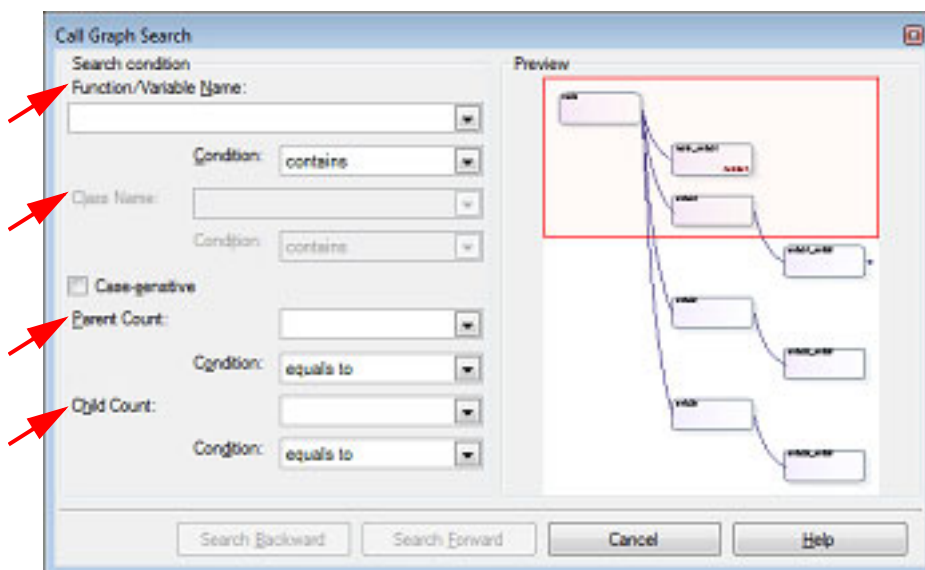 Call Graph Search
Search condition
Function/Variable Name:
Condition: contains
Class Name:
Condition: contains
Case-sensitive
Parent Count:
Condition: equals to
Child Count:
Condition: equals to
Preview
Search Backward
Search Forward
Cancel
Help